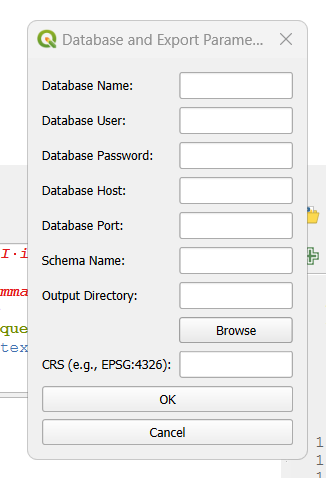 Database and Export Parame...
Database Name:
Database User:
Database Password:
Database Host:
Database Port:
Schema Name:
I·i
Output Directory:
mma
que
Browse
tex
CRS (e.g., EPSG:4326):
OK
Cancel
1
1
1